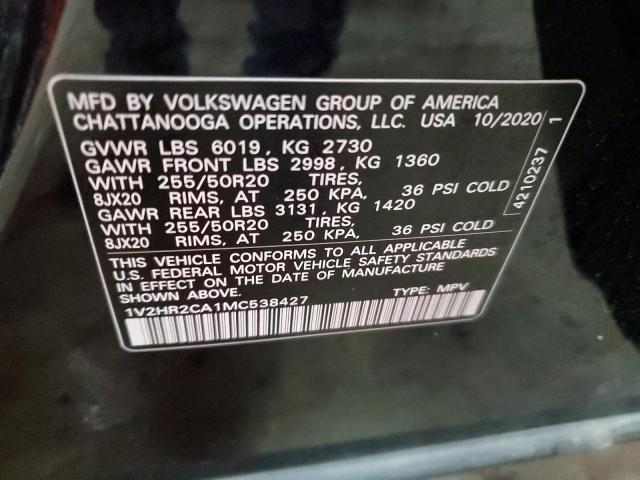 MFD BY VOLKSWAGEN GROUP OF AMERICA
CHATTANOOGA OPERATIONS, LLC. USA 10/2020
GVWR LBS 6019, KG 2730
GAWR FRONT LBS 2998, KG 1360
WITH 255/50R20 TIRES,
8JX20 RIMS, AT 250 KPA, 36 PSI COLD
GAWR REAR LBS 3131, KG 1420
WITH 255/50R20 TIRES,
8JX20 RIMS, AT 250 KPA, 36 PSI COLD
THIS VEHICLE CONFORMS TO ALL APPLICABLE
U.S. FEDERAL MOTOR VEHICLE SAFETY STANDARDS
IN EFFECT ON THE DATE OF MANUFACTURE
SHOWN ABOVE. TYPE: MPV
1V2HR2CA1MC538427
4210237 1